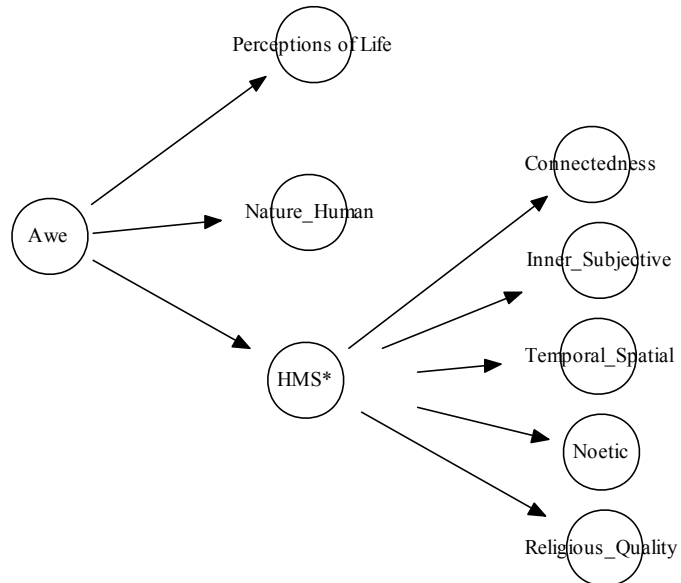 Perceptions of Life
Connectedness
Nature_Human
Awe
Inner_Subjective
Temporal_Spatial
HMS*
Noetic
Religious_Quality